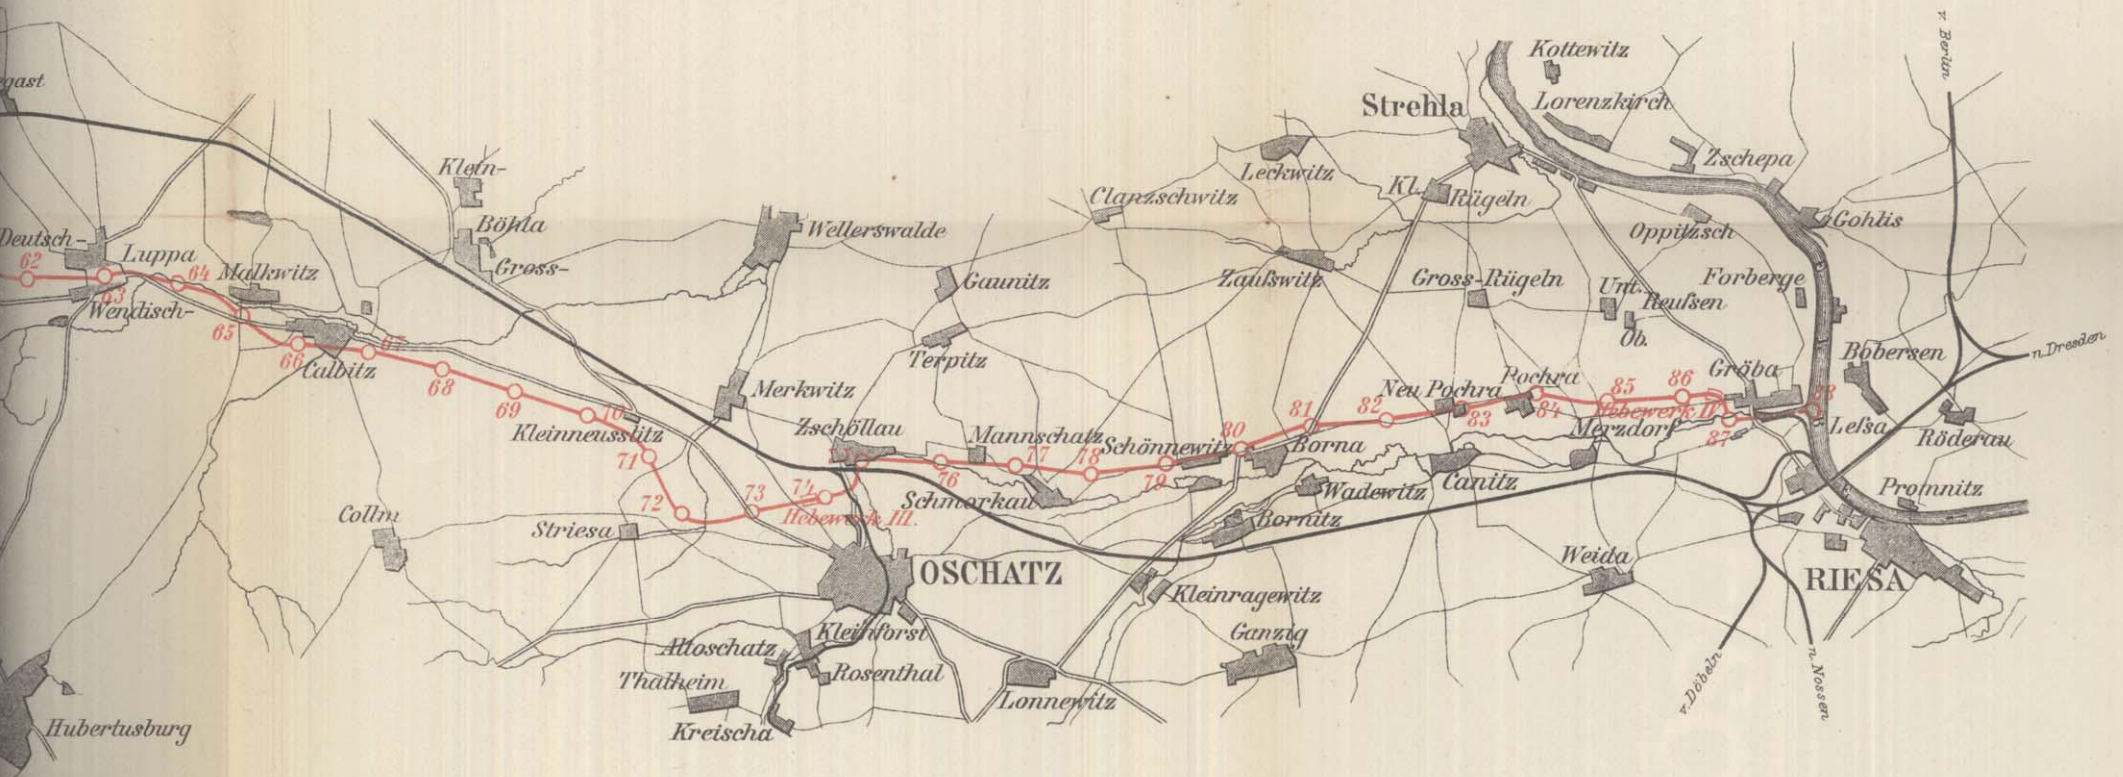 Kottewitz
v. Berlin
Strehla
Lorenzkirch
Zschepa
Leckwitz
Klein-
Kl. Rügeln
Clanzschwitz
Böhla
Gohlis
Wellerswalde
Oppitzsch
Deutsch-
Luppa
62
63
64
Malkwitz
Gross-
Gaunitz
Zaußwitz
Gross-Rügeln
Unt.
Reußen
Forberge
Wendisch-
65
66
67
Calbitz
Ob.
n. Dresden
Terpitz
Bobersen
68
69
70
Merkwitz
Neu Pochra
Pochra
Gröba
85
86
88
81
82
83
84
Hebewerk IV
Kleinneusslitz
Zschöllau
Mannschatz
Schönnewitz
80
Borna
Merzdorf
87
Leßa
Röderau
71
76
77
78
79
72
73
74
Schmorkau
Wadewitz
Canitz
Promnitz
Collm
Striesa
Hebewerk III.
Bornitz
Weida
OSCHATZ
RIESA
Kleinragewitz
Kleinforst
Ganzig
Altoschatz
Thalheim
Rosenthal
Lonnewitz
v. Döbeln
n. Nossen
Hubertusburg
Kreischa